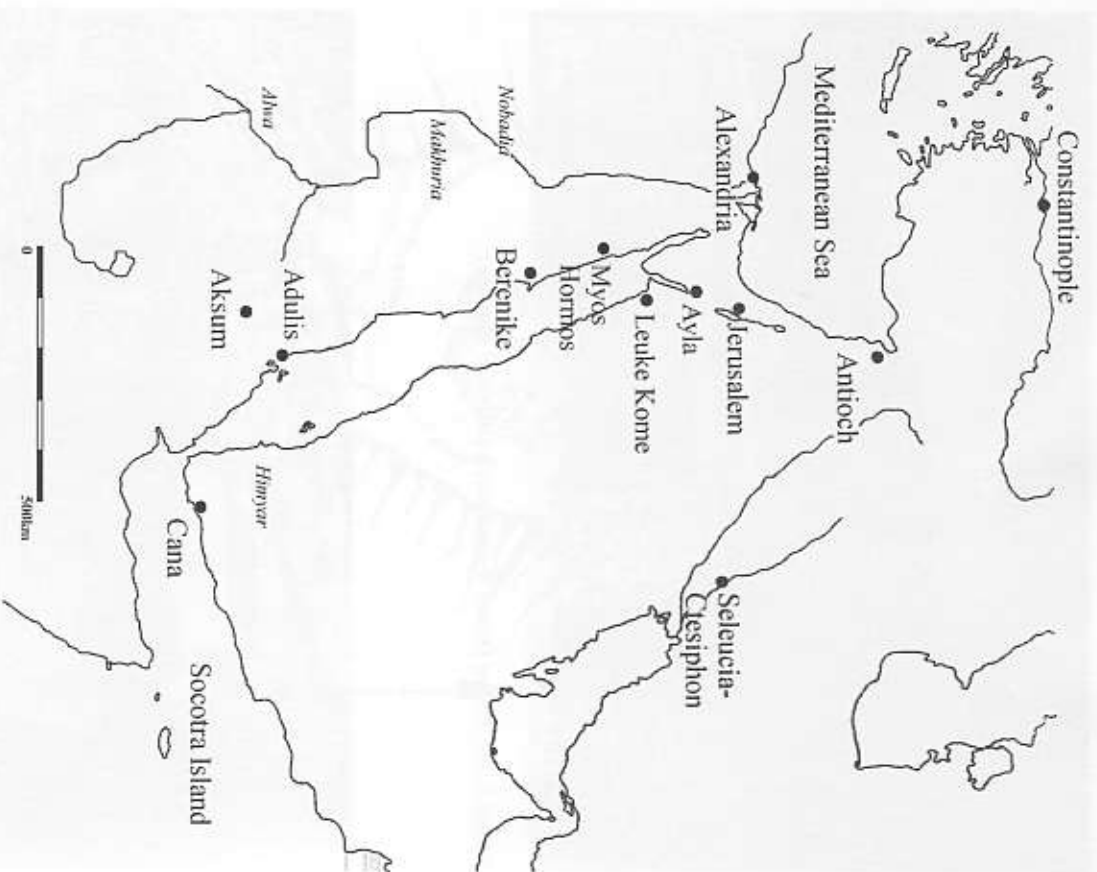 Constantinople
Mediterranean Sea
Antioch
Alexandria
Jerusalem
Seleucia-
Ctesiphon
Ayla
Leuke Kome
Myos
Hormos
Berenike
Nobadia
Makhuria
Alwa
Adulis
Himyar
Aksum
Cana
Socotra Island
0
500km